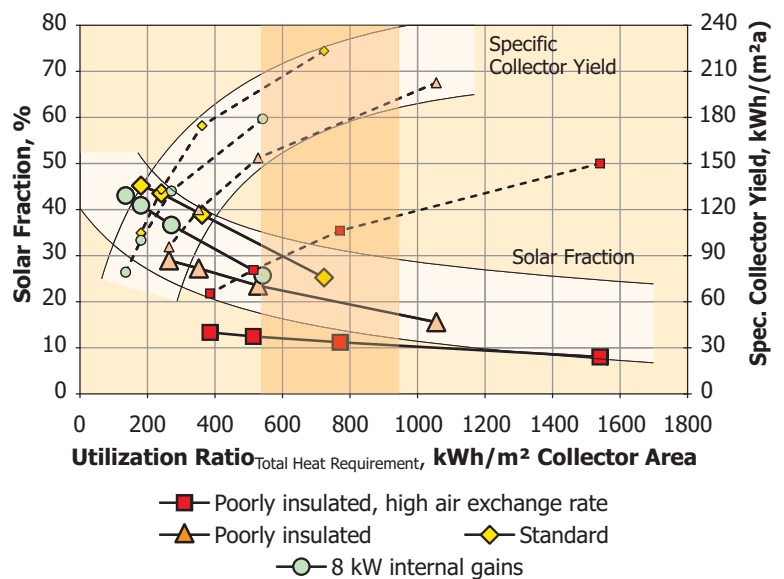 80
70
60
50
40
30
20
10
0
Solar Fraction, %
240
210
180
150
120
90
60
30
0
Spec. Collector Yield, kWh/(m²a)
Specific
Collector Yield
Solar Fraction
0 200 400 600 800 1000 1200 1400 1600 1800
Utilization Ratio Total Heat Requirement, kWh/m² Collector Area
Poorly insulated, high air exchange rate
Poorly insulated Standard
8 kW internal gains